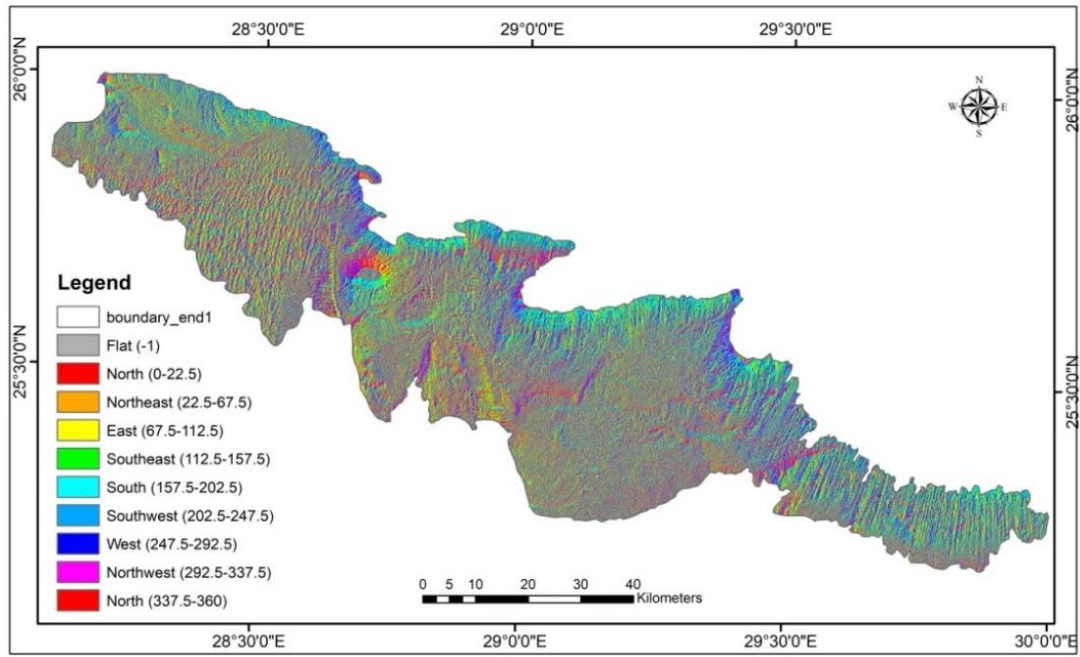 28°30'0"E 29°0'0"E 29°30'0"E
26°0'0"N
26°0'0"N
N
W E
S
Legend
boundary_end1
Flat (-1)
North (0-22.5)
Northeast (22.5-67.5)
East (67.5-112.5)
Southeast (112.5-157.5)
South (157.5-202.5)
Southwest (202.5-247.5)
West (247.5-292.5)
Northwest (292.5-337.5)
North (337.5-360)
25°30'0"N
25°30'0"N
0 5 10 20 30 40
Kilometers
28°30'0"E 29°0'0"E 29°30'0"E 30°0'0"E